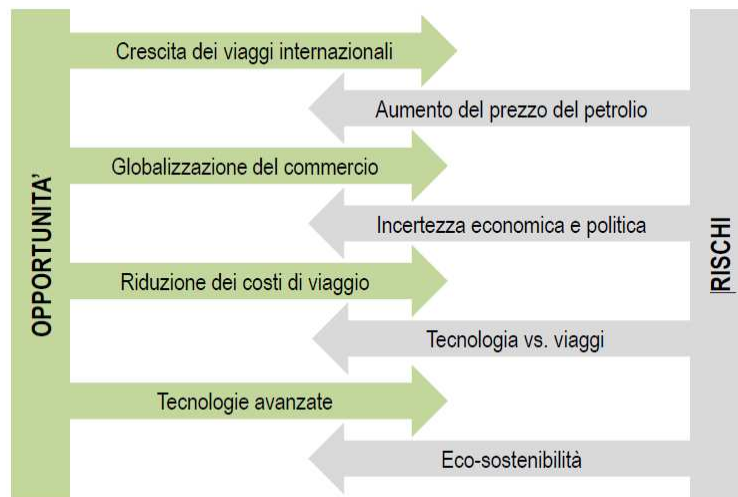 Crescita dei viaggi internazionali
Aumento del prezzo del petrolio
Globalizzazione del commercio
Incertezza economica e politica
Riduzione dei costi di viaggio
Tecnologia vs. viaggi
Tecnologie avanzate
Eco-sostenibilità
OPPORTUNITA'
RISCHI